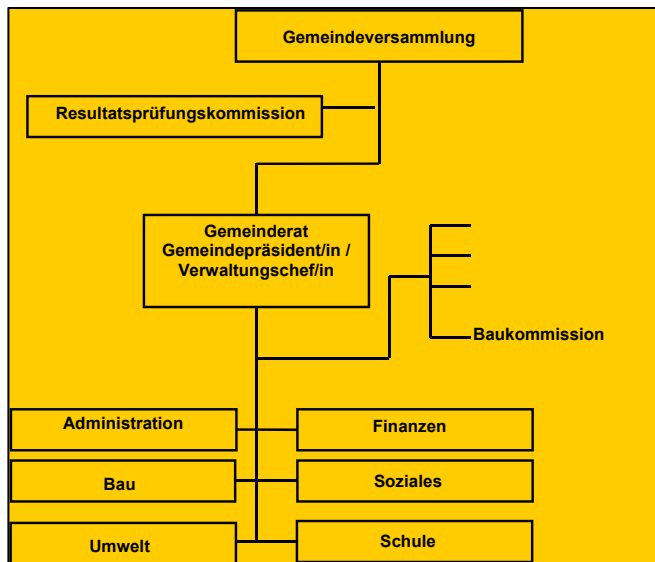 Gemeindeversammlung
Resultatsprüfungskommission
Gemeinderat
Gemeindepräsident/in /
Verwaltungschef/in
Baukommission
Administration
Finanzen
Bau
Soziales
Umwelt
Schule